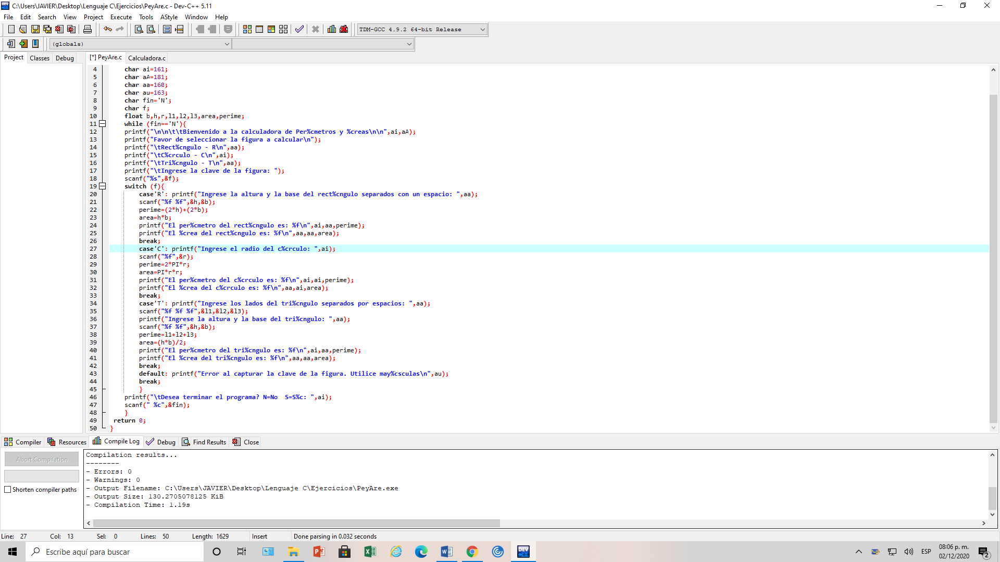 C:\Users\JAVIER\Desktop\Lenguaje C\Ejercicios\PeyAre.c - Dev-C++ 5.11
File Edit Search View Project Execute Tools AStyle Window Help
TDM-GCC 4.9.2 64-bit Release
(globals)
Project Classes Debug [*] PeyAre.c Calculadora.c
4 char ai=161;
5 char aA=181;
6 char aa=160;
7 char au=163;
8 char fin='N';
9 char f;
10 float b,h,r,l1,l2,l3,area,perime;
11 while (fin=='N'){
12 printf("\n\n\t\tBienvenido a la calculadora de Per%cmetros y %creas\n\n",ai,aA);
13 printf("Favor de seleccionar la figura a calcular\n");
14 printf("\tRect%cngulo - R\n",aa);
15 printf("\tC%crculo - C\n",ai);
16 printf("\tTri%cngulo - T\n",aa);
17 printf("\tIngrese la clave de la figura: ");
18 scanf("%s",&f);
19 switch (f){
20 case'R': printf("Ingrese la altura y la base del rect%cngulo separados con un espacio: ",aa);
21 scanf("%f %f",&h,&b);
22 perime=(2*h)+(2*b);
23 area=h*b;
24 printf("El per%cmetro del rect%cngulo es: %f\n",ai,aa,perime);
25 printf("El %crea del rect%cngulo es: %f\n",aa,aa,area);
26 break;
27 case'C': printf("Ingrese el radio del c%crculo: ",ai);
28 scanf("%f",&r);
29 perime=2*PI*r;
30 area=PI*r*r;
31 printf("El per%cmetro del c%crculo es: %f\n",ai,ai,perime);
32 printf("El %crea del c%crculo es: %f\n",aa,ai,area);
33 break;
34 case'T': printf("Ingrese los lados del tri%cngulo separados por espacios: ",aa);
35 scanf("%f %f %f",&l1,&l2,&l3);
36 printf("Ingrese la altura y la base del tri%cngulo: ",aa);
37 scanf("%f %f",&h,&b);
38 perime=l1+l2+l3;
39 area=(h*b)/2;
40 printf("El per%cmetro del tri%cngulo es: %f\n",ai,aa,perime);
41 printf("El %crea del tri%cngulo es: %f\n",aa,aa,area);
42 break;
43 default: printf("Error al capturar la clave de la figura. Utilice may%csculas\n",au);
44 break;
45 }
46 printf("\tDesea terminar el programa? N=No  S=S%c: ",ai);
47 scanf(" %c",&fin);
48 }
49 return 0;
50 }
Compiler Resources Compile Log Debug Find Results Close
Abort Compilation
Shorten compiler paths
Compilation results...
--------
- Errors: 0
- Warnings: 0
- Output Filename: C:\Users\JAVIER\Desktop\Lenguaje C\Ejercicios\PeyAre.exe
- Output Size: 130.2705078125 KiB
- Compilation Time: 1.19s
Line: 27 Col: 13 Sel: 0 Lines: 50 Length: 1629 Insert Done parsing in 0.032 seconds
Escribe aquí para buscar
ESP
08:06 p. m.
02/12/2020
2